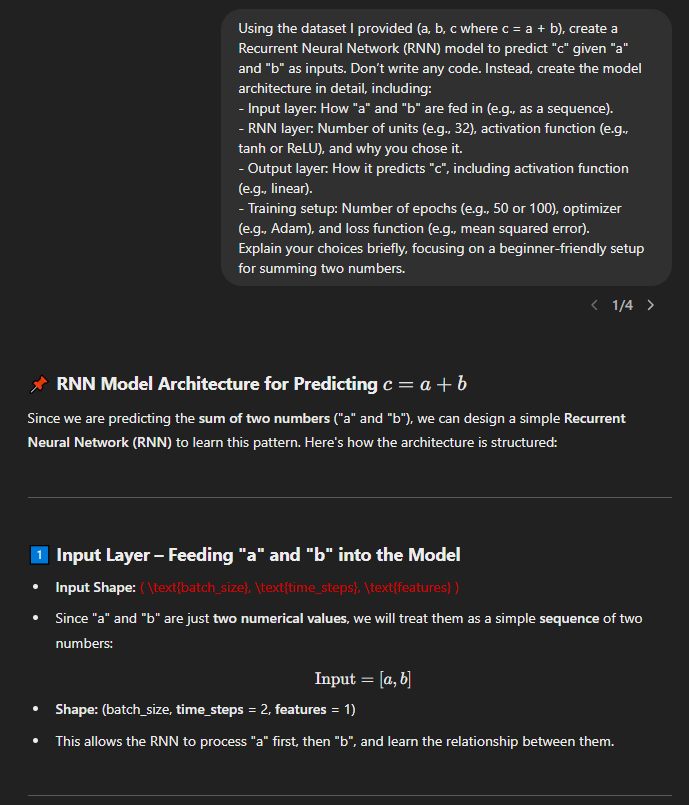 Using the dataset I provided (a, b, c where c = a + b), create a
Recurrent Neural Network (RNN) model to predict "c" given "a"
and "b" as inputs. Don’t write any code. Instead, create the model
architecture in detail, including:
- Input layer: How "a" and "b" are fed in (e.g., as a sequence).
- RNN layer: Number of units (e.g., 32), activation function (e.g.,
tanh or ReLU), and why you chose it.
- Output layer: How it predicts "c", including activation function
(e.g., linear).
- Training setup: Number of epochs (e.g., 50 or 100), optimizer
(e.g., Adam), and loss function (e.g., mean squared error).
Explain your choices briefly, focusing on a beginner-friendly setup
for summing two numbers.
< 1/4 >
📌 RNN Model Architecture for Predicting c = a + b
Since we are predicting the sum of two numbers ("a" and "b"), we can design a simple Recurrent
Neural Network (RNN) to learn this pattern. Here's how the architecture is structured:
1️⃣ Input Layer – Feeding "a" and "b" into the Model
• Input Shape: ( \text{batch_size}, \text{time_steps}, \text{features} )
• Since "a" and "b" are just two numerical values, we will treat them as a simple sequence of two
numbers:
Input = [a, b]
• Shape: (batch_size, time_steps = 2, features = 1)
• This allows the RNN to process "a" first, then "b", and learn the relationship between them.